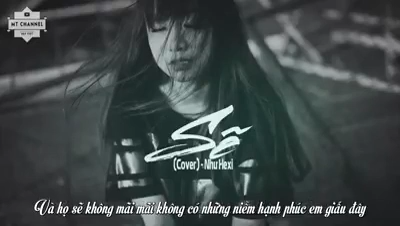 MT CHANNEL
Sẽ
(Cover) - Như Hexi
Và họ sẽ không mãi mãi không có những niềm hạnh phúc em giấu đây